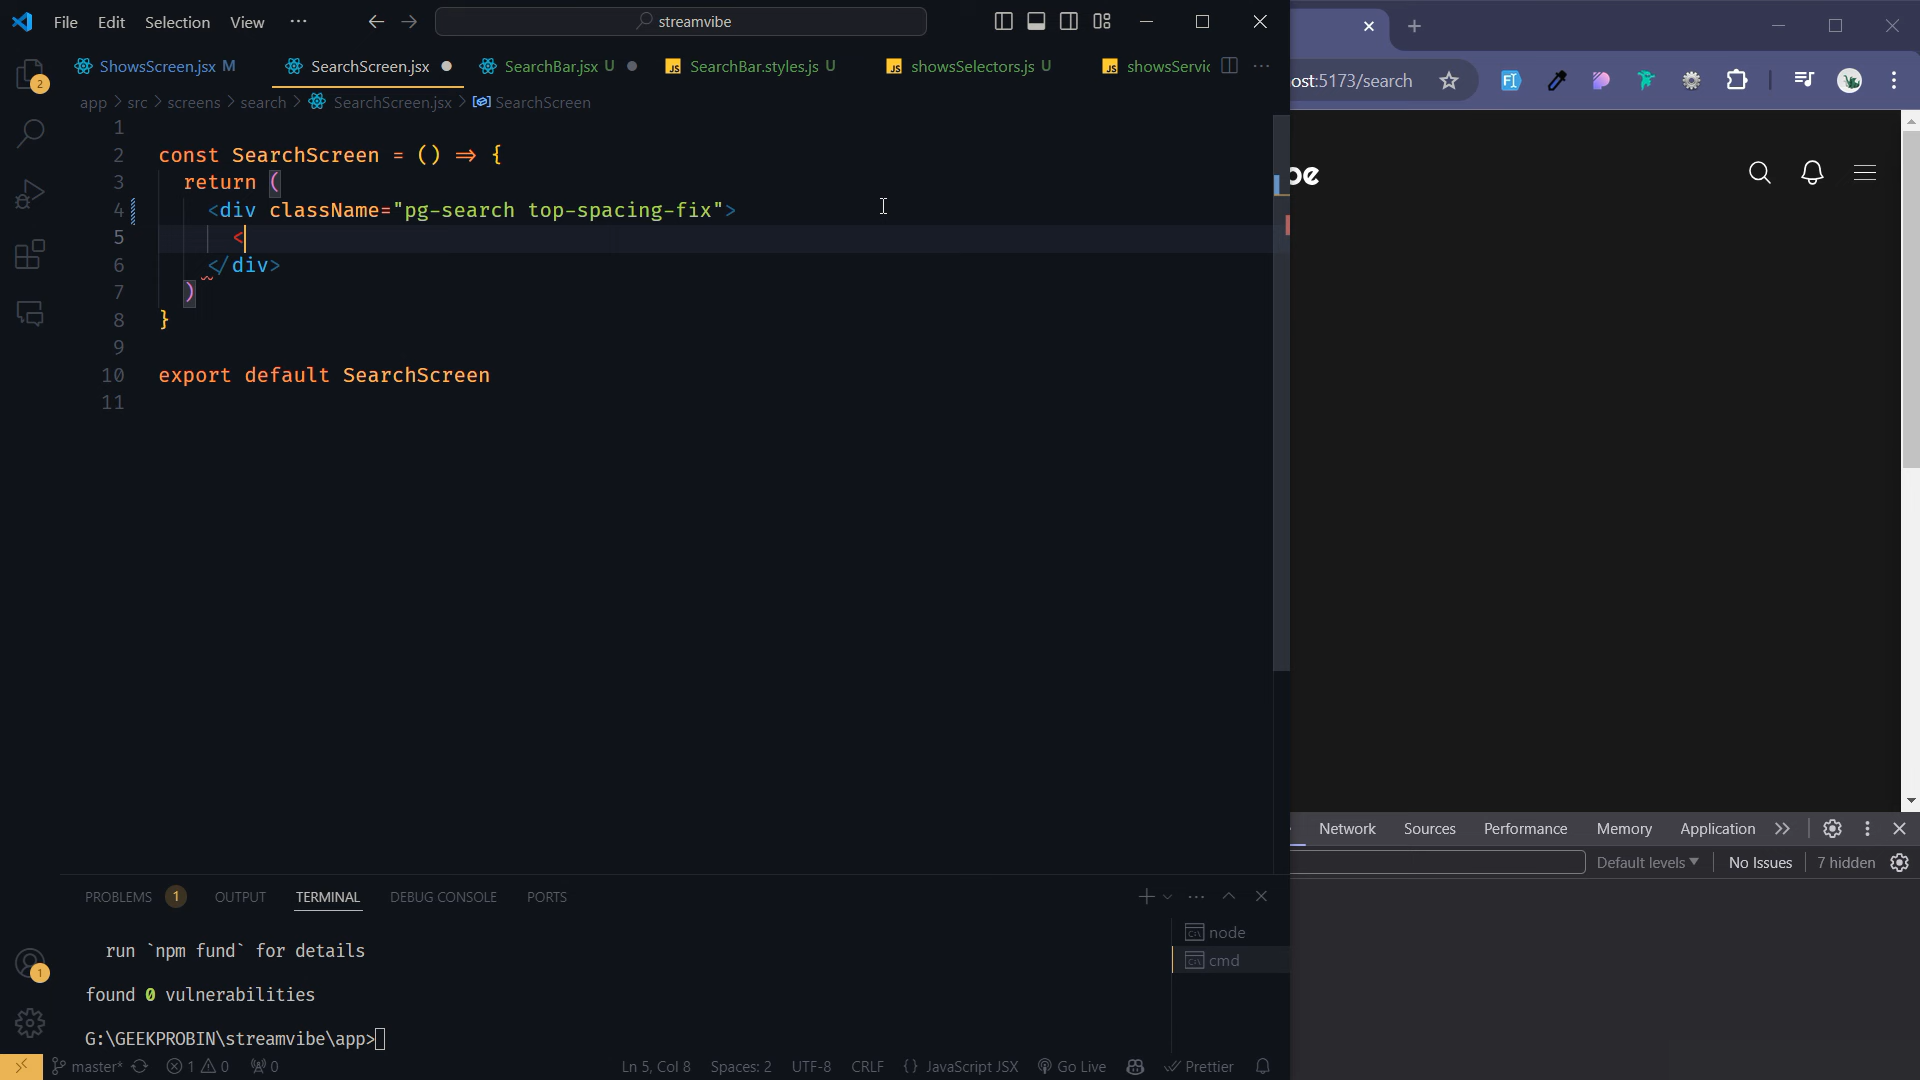 File Edit Selection View ··· streamvibe
ShowsScreen.jsx M SearchScreen.jsx SearchBar.jsx U SearchBar.styles.js U showsSelectors.js U showsServic
app > src > screens > search > SearchScreen.jsx > SearchScreen
1
2 const SearchScreen = () => {
3 return (
4 <div className="pg-search top-spacing-fix">
5 <
6 </div>
7 )
8 }
9
10 export default SearchScreen
11
PROBLEMS 1 OUTPUT TERMINAL DEBUG CONSOLE PORTS
run `npm fund` for details
found 0 vulnerabilities
G:\GEEKPROBIN\streamvibe\app>
node
cmd
2
1
master* 1 0 0 Ln 5, Col 8 Spaces: 2 UTF-8 CRLF {} JavaScript JSX Go Live Prettier
ost:5173/search
be
Network Sources Performance Memory Application
Default levels No Issues 7 hidden